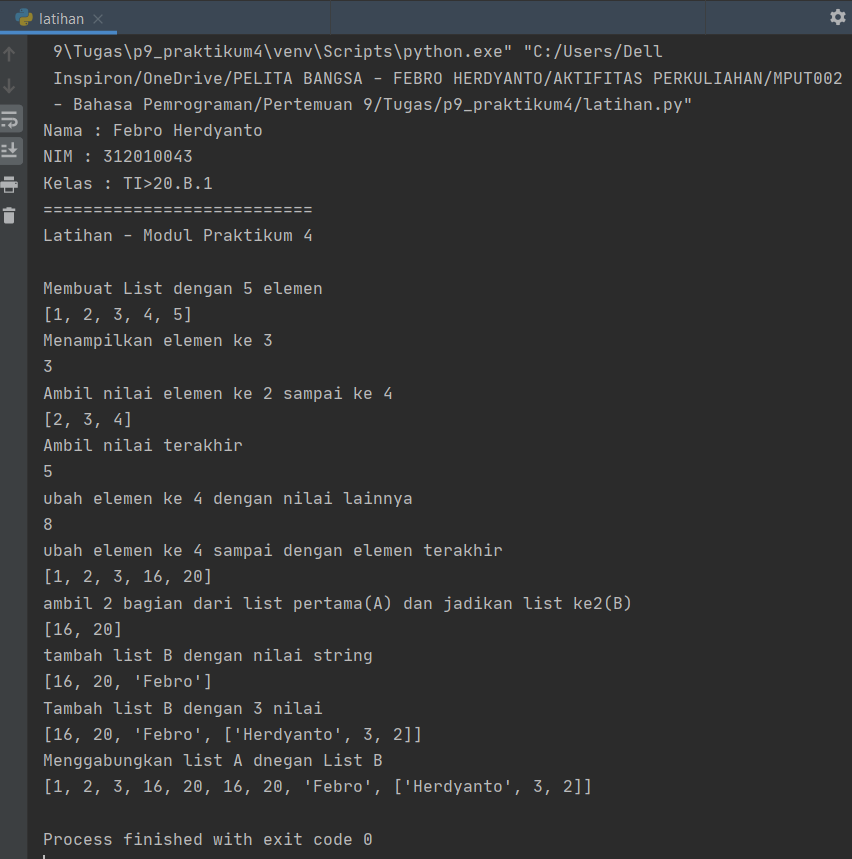 latihan
9\Tugas\p9_praktikum4\venv\Scripts\python.exe" "C:/Users/Dell
Inspiron/OneDrive/PELITA BANGSA - FEBRO HERDYANTO/AKTIFITAS PERKULIAHAN/MPUT002
- Bahasa Pemrograman/Pertemuan 9/Tugas/p9_praktikum4/latihan.py"
Nama : Febro Herdyanto
NIM : 312010043
Kelas : TI>20.B.1
===========================
Latihan - Modul Praktikum 4
Membuat List dengan 5 elemen
[1, 2, 3, 4, 5]
Menampilkan elemen ke 3
3
Ambil nilai elemen ke 2 sampai ke 4
[2, 3, 4]
Ambil nilai terakhir
5
ubah elemen ke 4 dengan nilai lainnya
8
ubah elemen ke 4 sampai dengan elemen terakhir
[1, 2, 3, 16, 20]
ambil 2 bagian dari list pertama(A) dan jadikan list ke2(B)
[16, 20]
tambah list B dengan nilai string
[16, 20, 'Febro']
Tambah list B dengan 3 nilai
[16, 20, 'Febro', ['Herdyanto', 3, 2]]
Menggabungkan list A dnegan List B
[1, 2, 3, 16, 20, 16, 20, 'Febro', ['Herdyanto', 3, 2]]
Process finished with exit code 0